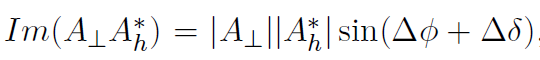 Im(A_⊥A_h^*) = |A_⊥||A_h^*| sin(Δϕ + Δδ).